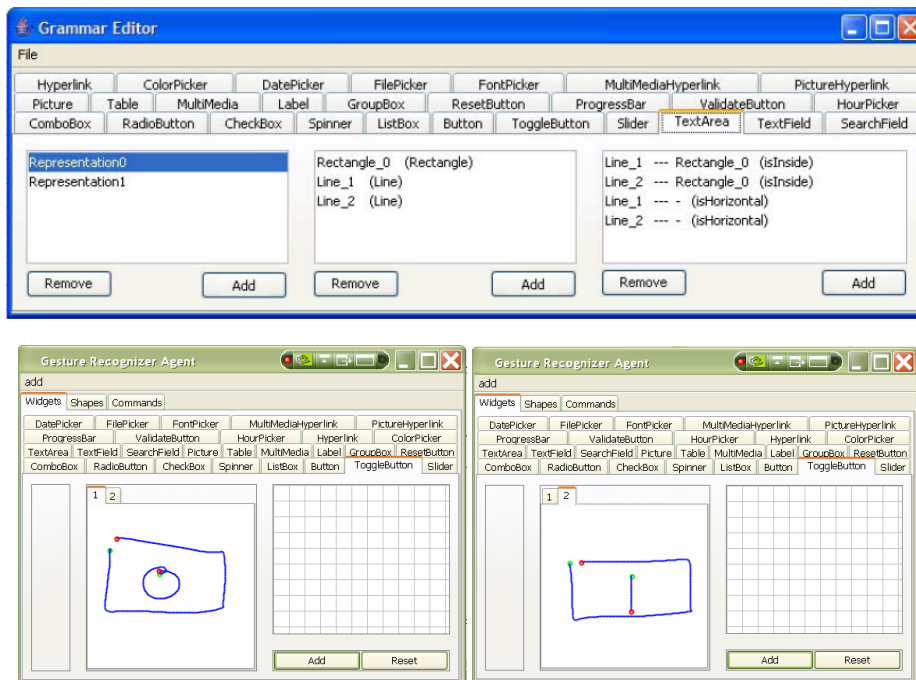 Grammar Editor
File
Hyperlink ColorPicker DatePicker FilePicker FontPicker MultiMediaHyperlink PictureHyperlink
Picture Table MultiMedia Label GroupBox ResetButton ProgressBar ValidateButton HourPicker
ComboBox RadioButton CheckBox Spinner ListBox Button ToggleButton Slider TextArea TextField SearchField
Representation0
Representation1
Rectangle_0 (Rectangle)
Line_1 (Line)
Line_2 (Line)
Line_1 --- Rectangle_0 (isInside)
Line_2 --- Rectangle_0 (isInside)
Line_1 --- - (isHorizontal)
Line_2 --- - (isHorizontal)
Remove Add Remove Add Remove Add
Gesture Recognizer Agent
add
Widgets Shapes Commands
DatePicker FilePicker FontPicker MultiMediaHyperlink PictureHyperlink
ProgressBar ValidateButton HourPicker Hyperlink ColorPicker
TextArea TextField SearchField Picture Table MultiMedia Label GroupBox ResetButton
ComboBox RadioButton CheckBox Spinner ListBox Button ToggleButton Slider
1 2
Add Reset
Gesture Recognizer Agent
add
Widgets Shapes Commands
DatePicker FilePicker FontPicker MultiMediaHyperlink PictureHyperlink
ProgressBar ValidateButton HourPicker Hyperlink ColorPicker
TextArea TextField SearchField Picture Table MultiMedia Label GroupBox ResetButton
ComboBox RadioButton CheckBox Spinner ListBox Button ToggleButton Slider
1 2
Add Reset